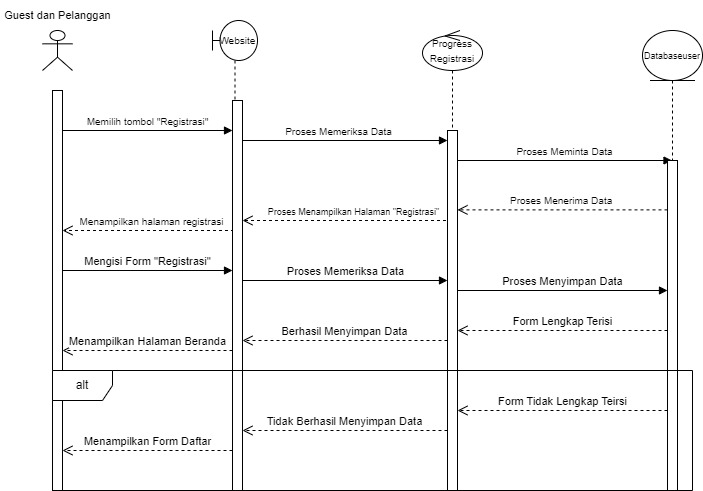 Guest dan Pelanggan
Website
Progress
Registrasi
Databaseuser
Memilih tombol "Registrasi"
Proses Memeriksa Data
Proses Meminta Data
Proses Menerima Data
Proses Menampilkan Halaman "Registrasi"
Menampilkan halaman registrasi
Mengisi Form "Registrasi"
Proses Memeriksa Data
Proses Menyimpan Data
Form Lengkap Terisi
Berhasil Menyimpan Data
Menampilkan Halaman Beranda
alt
Form Tidak Lengkap Teirsi
Tidak Berhasil Menyimpan Data
Menampilkan Form Daftar